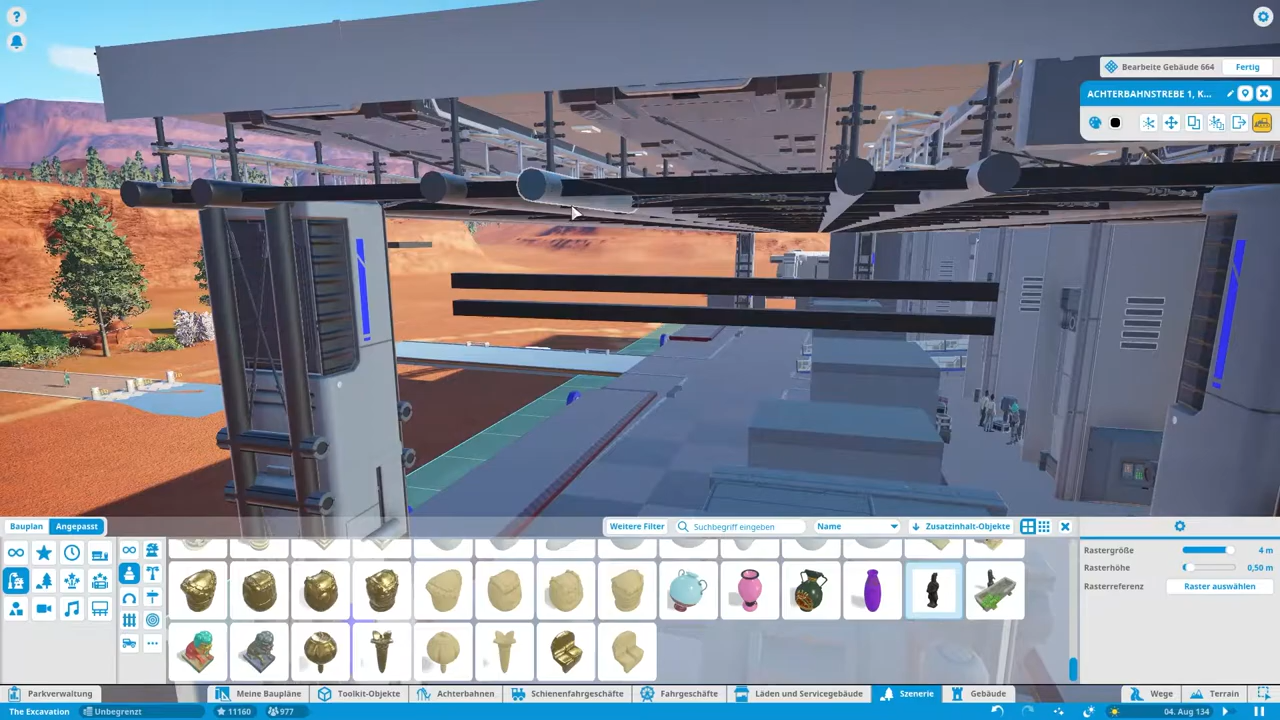 Bearbeite Gebäude 664
Fertig
ACHTERBAHNSTREBE 1, K...
Bauplan
Angepasst
Weitere Filter
Suchbegriff eingeben
Name
Zusatzinhalt-Objekte
Rastergröße
4 m
Rasterhöhe
0,50 m
Rasterreferenz
Raster auswählen
Parkverwaltung
Meine Baupläne
Toolkit-Objekte
Achterbahnen
Schienenfahrgeschäfte
Fahrgeschäfte
Läden und Servicegebäude
Szenerie
Gebäude
Wege
Terrain
The Excavation
Unbegrenzt
11160
977
04. Aug 134